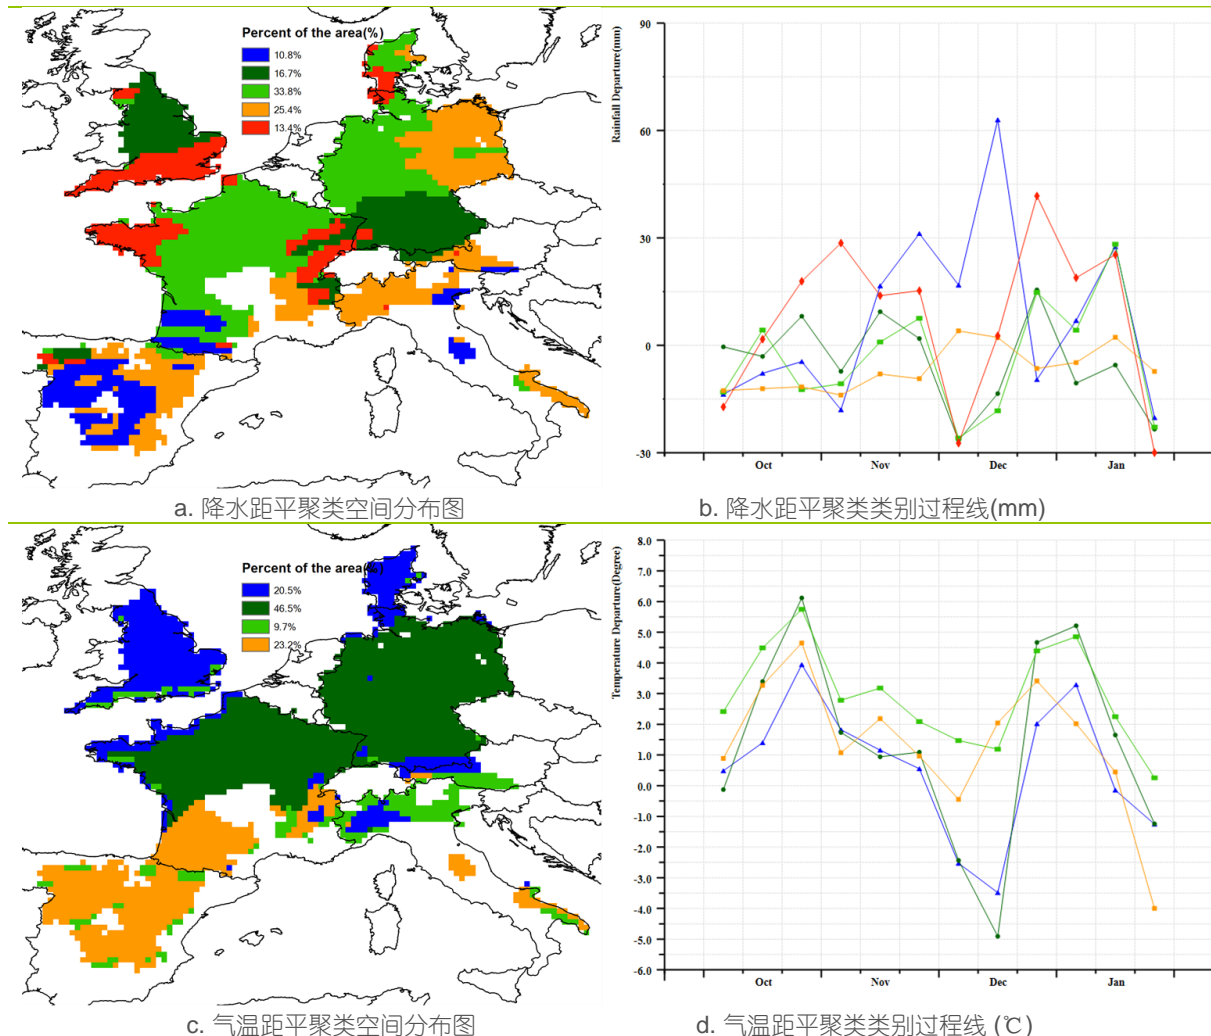 Percent of the area(%)
10.8%
16.7%
33.8%
25.4%
13.4%
Rainfall Departure(mm)
90
60
30
0
-30
Oct
Nov
Dec
Jan
a. 降水距平聚类空间分布图
b. 降水距平聚类类别过程线(mm)
Percent of the area(%)
20.5%
46.5%
9.7%
23.2%
Temperature Departure(Degree)
8.0
7.0
6.0
5.0
4.0
3.0
2.0
1.0
0.0
-1.0
-2.0
-3.0
-4.0
-5.0
-6.0
Oct
Nov
Dec
Jan
c. 气温距平聚类空间分布图
d. 气温距平聚类类别过程线 (℃)